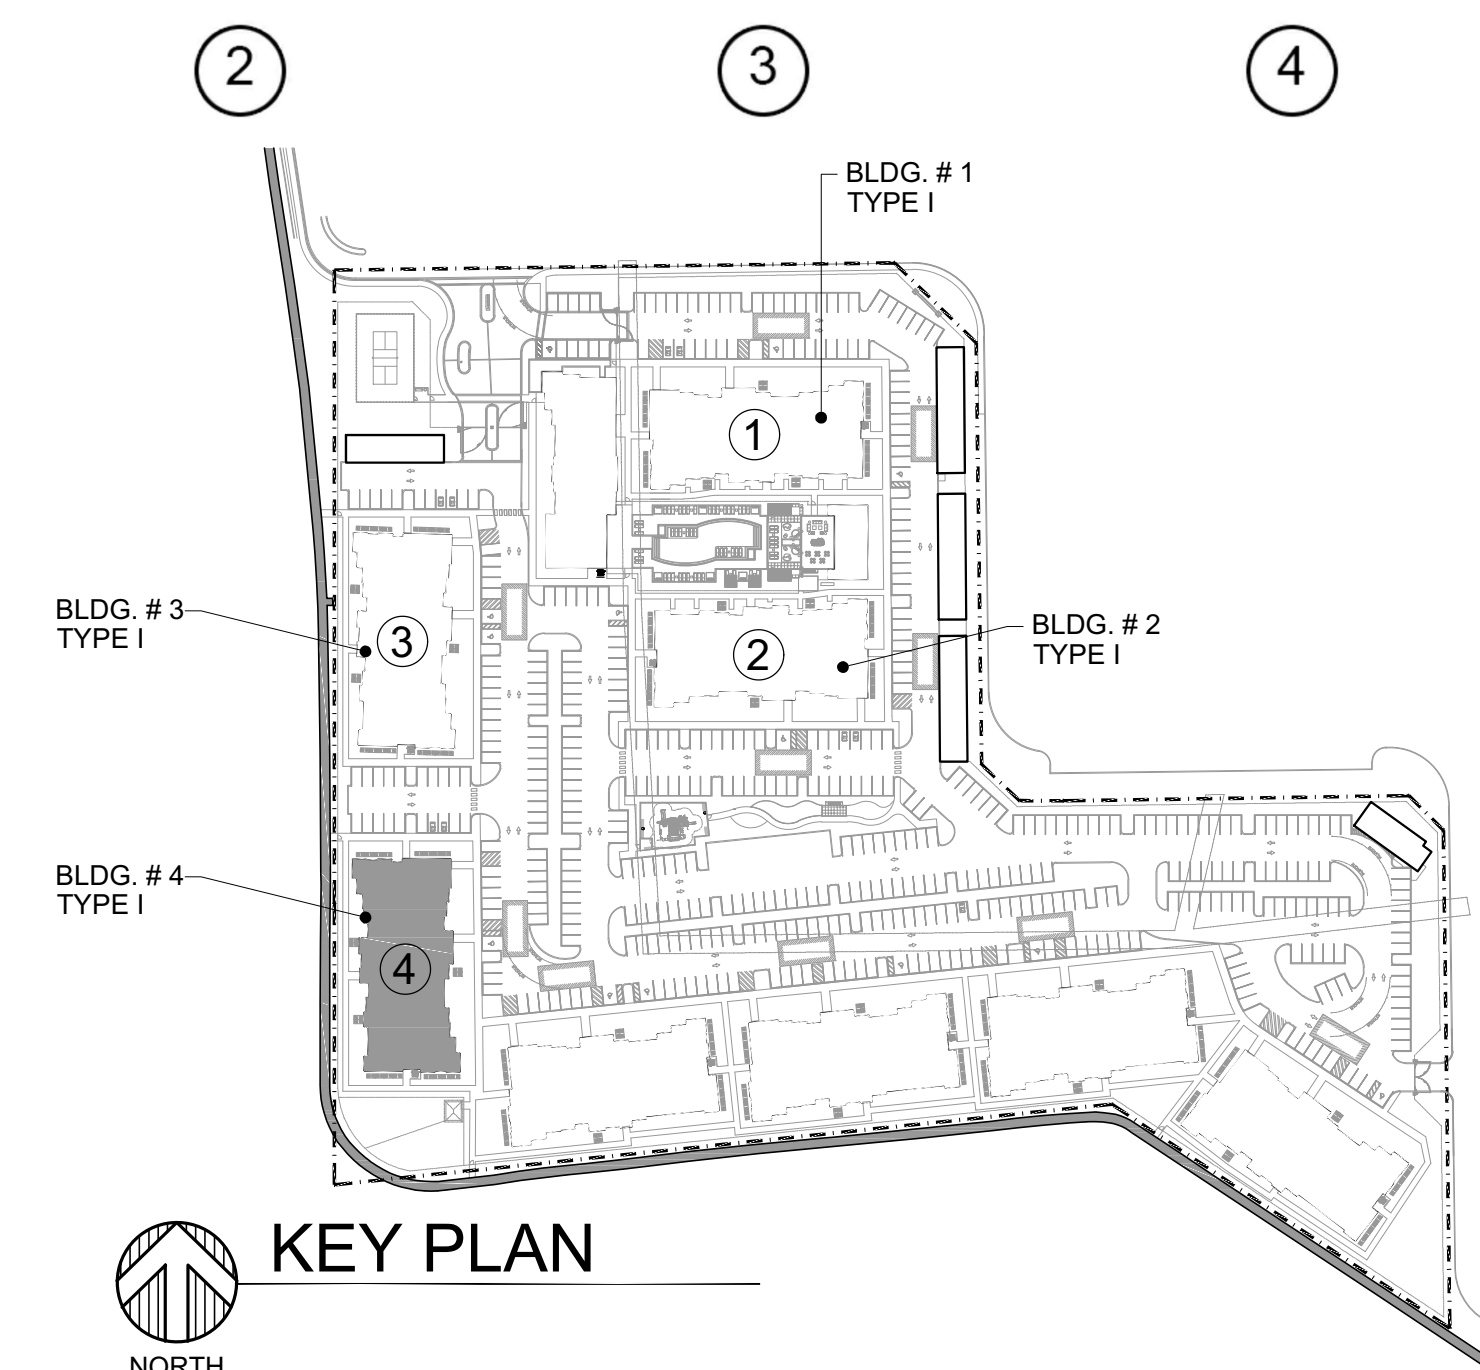 2
3
4
BLDG. # 1
TYPE I
1
BLDG. # 3
TYPE I
3
BLDG. # 2
TYPE I
2
BLDG. # 4
TYPE I
4
KEY PLAN
NORTH